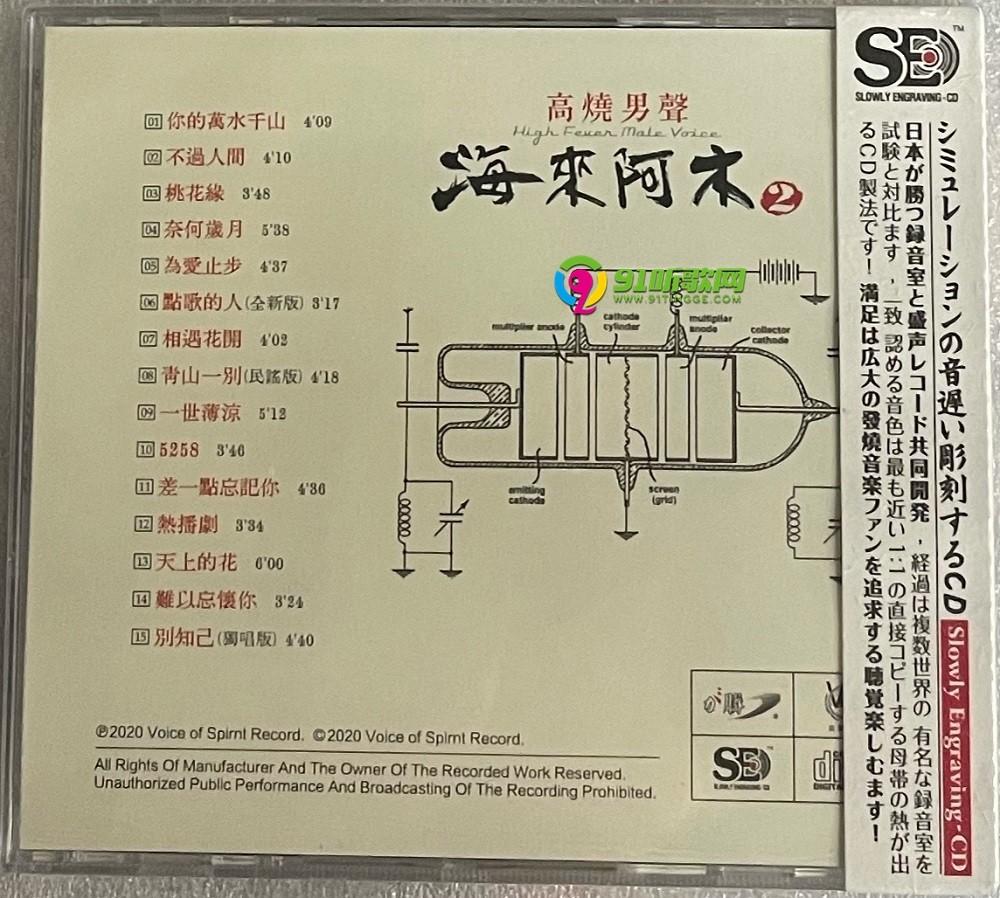 01 你的萬水千山 4'09
02 不過人間 4'10
03 桃花緣 3'48
04 奈何歲月 5'38
05 為愛止步 4'37
06 點歌的人(全新版) 3'17
07 相遇花開 4'02
08 靑山一別(民謠版) 4'18
09 一世薄涼 5'12
10 5258 3'46
11 差一點忘記你 4'36
12 熱播劇 3'34
13 天上的花 6'00
14 難以忘懷你 3'24
15 別知己(獨唱版) 4'40
高燒男聲
High Fever Male Voice
海來阿木 2
91听歌网
WWW.91TINGGE.COM
multiplier anode
cathode
cylinder
multiplier
anode
collector
cathode
emitting
cathode
screen
(grid)
℗2020 Voice of Spirnt Record. ©2020 Voice of Spirnt Record.
All Rights Of Manufacturer And The Owner Of The Recorded Work Reserved.
Unauthorized Public Performance And Broadcasting Of The Recording Prohibited.
が勝
SE
SLOWLY ENGRAVING-CD
SE TM
SLOWLY ENGRAVING-CD
シミュレーションの音遅い彫刻するCD Slowly Engraving-CD
日本が勝つ録音室と盛声レコード共同開発，経過は複数世界の 有名な録音室を
試験と対比ます，一致 認める音色は最も近い 1:1 の直接コピーする母帯の熱が出
るCD製法です！満足は広大の發燒音楽ファンを追求する聴覚楽しむます！